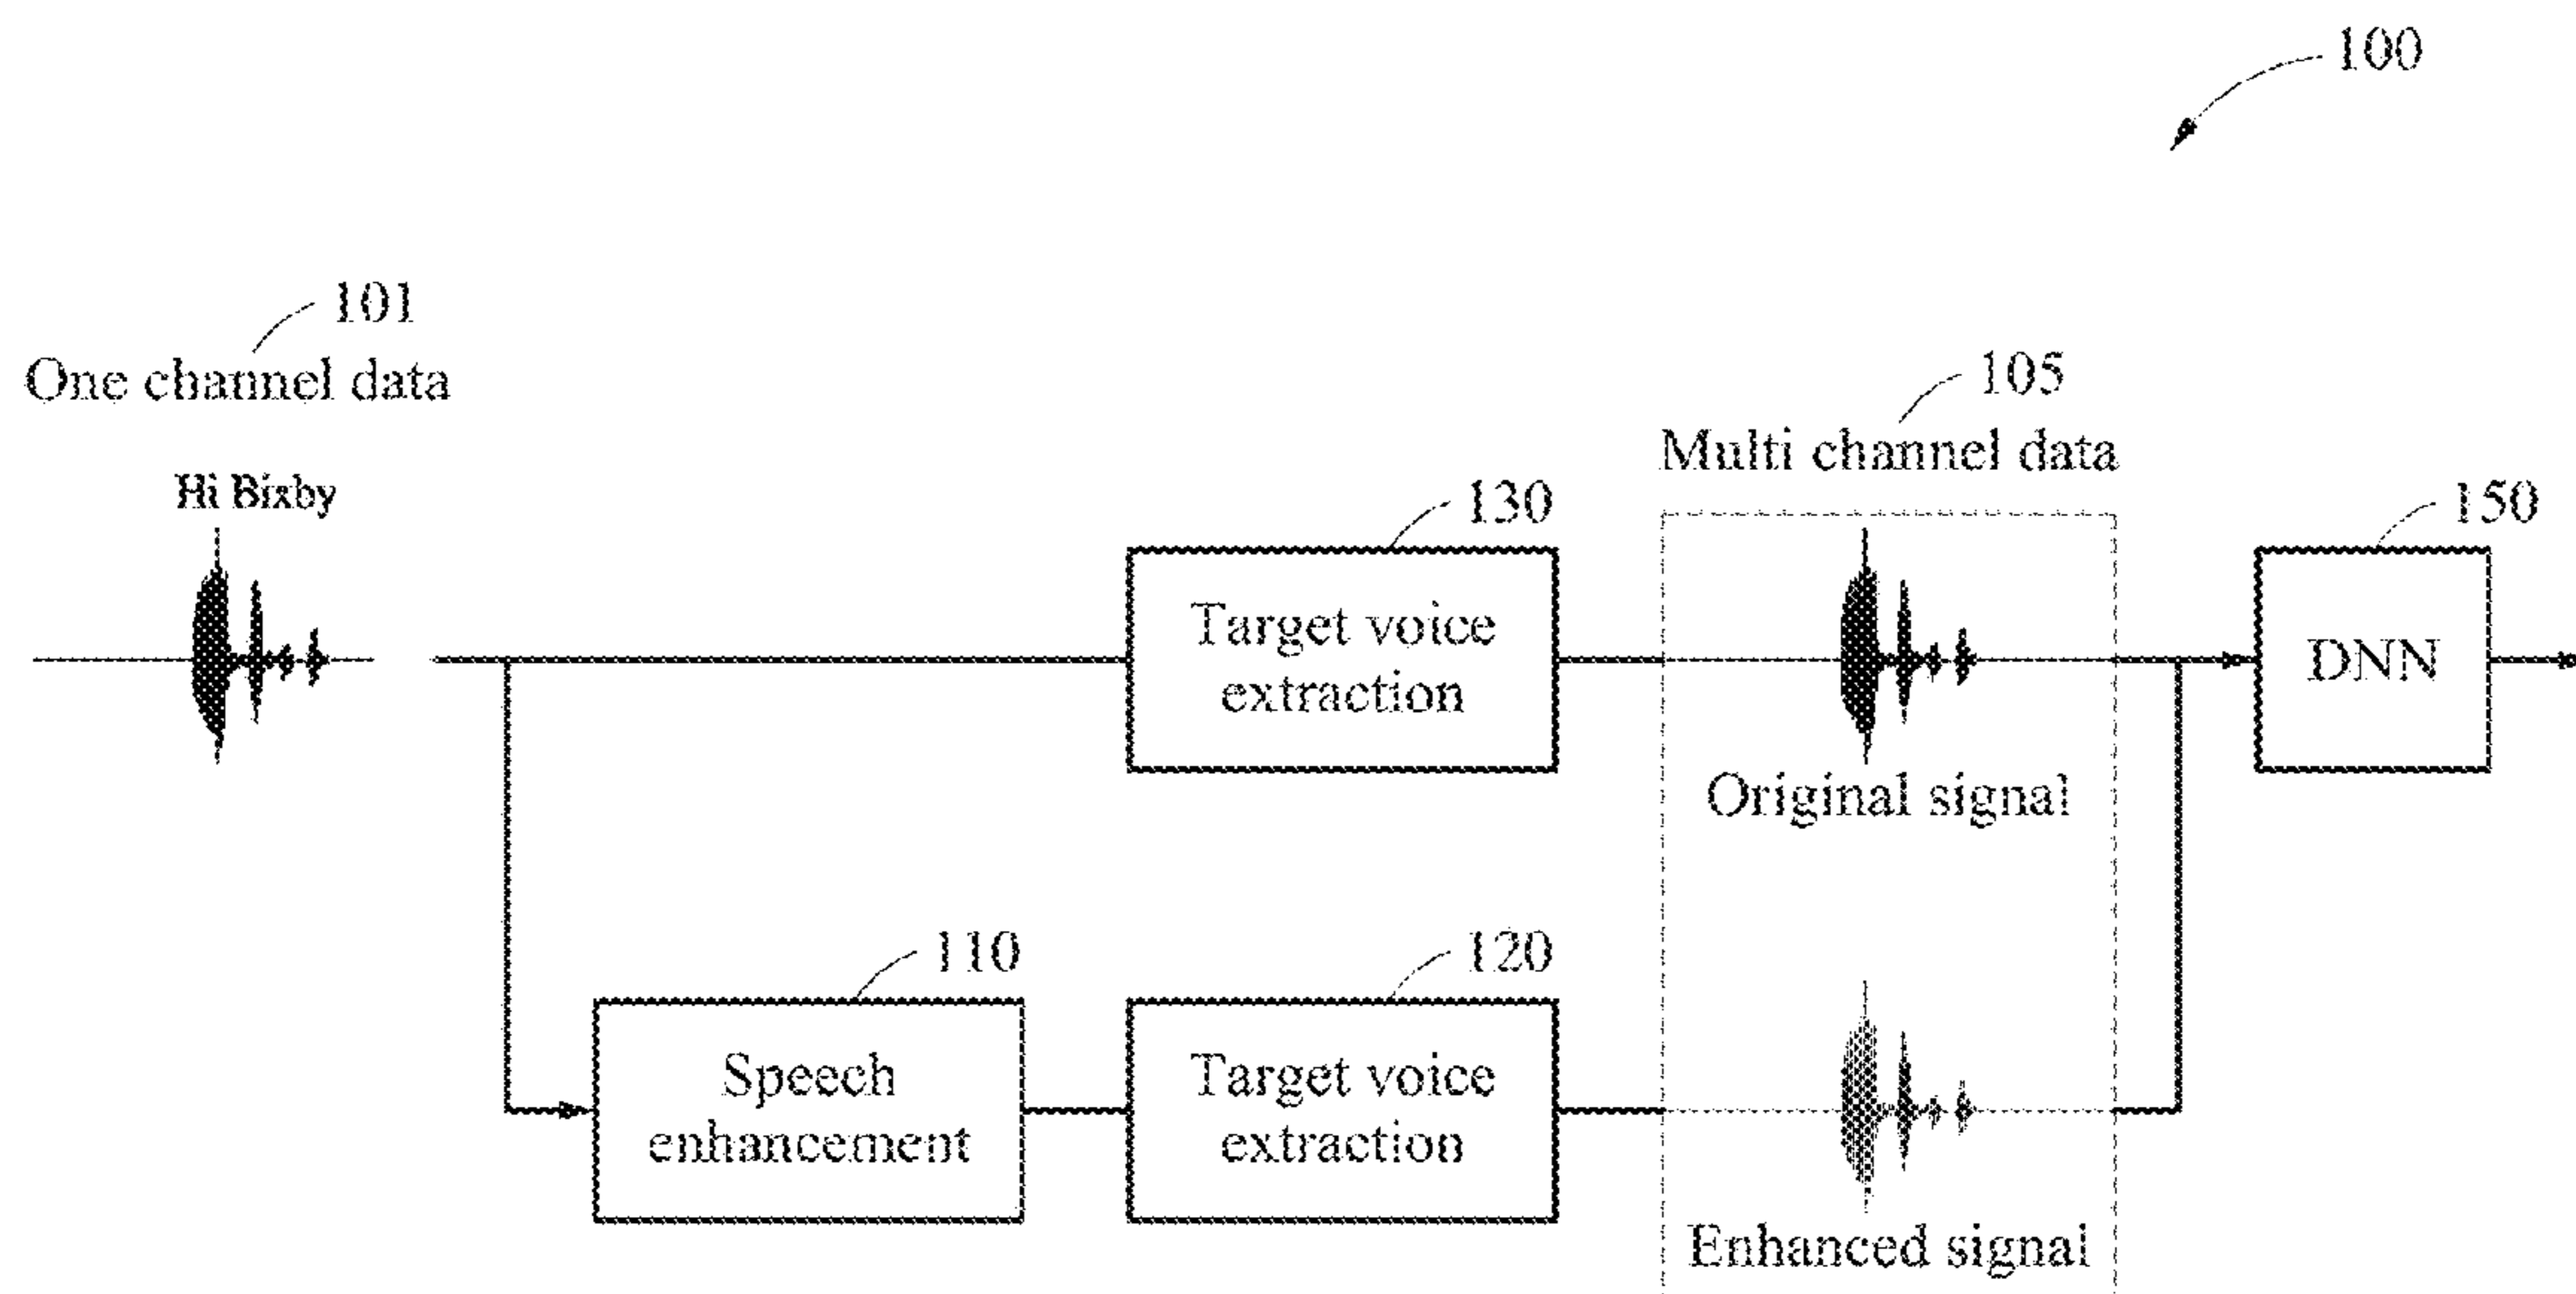 100
101
One channel data
Hi Bixby
105
Multi channel data
130
Target voice
extraction
Original signal
150
DNN
110
Speech
enhancement
120
Target voice
extraction
Enhanced signal